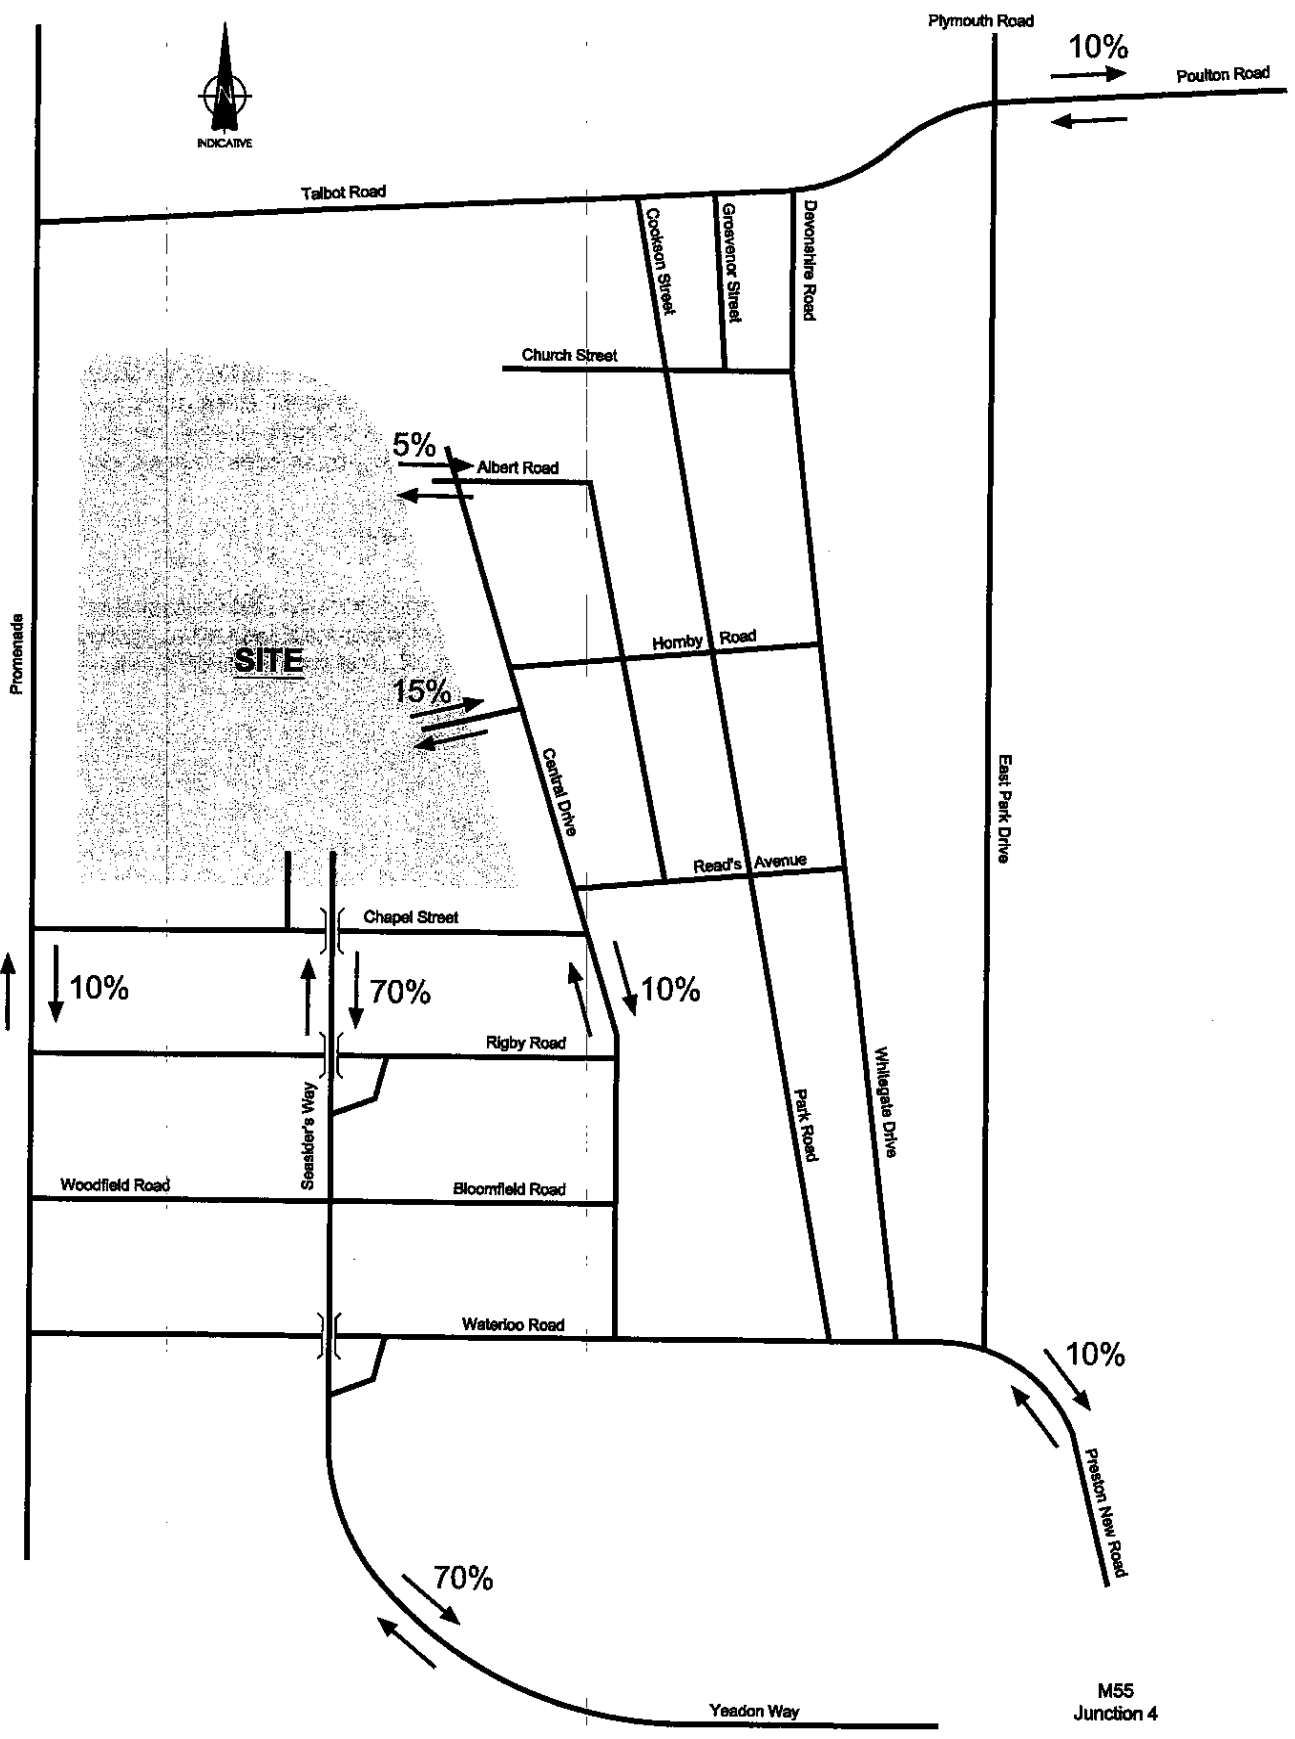 Plymouth Road
10%
Poulton Road
N
INDICATIVE
Talbot Road
Cookson Street
Grosvenor Street
Devonshire Road
Church Street
5%
Albert Road
Hornby Road
SITE
15%
Promenade
Central Drive
East Park Drive
Read's Avenue
Chapel Street
10%
70%
10%
Rigby Road
Seasider's Way
Park Road
Whitegate Drive
Woodfield Road
Bloomfield Road
Waterloo Road
10%
Preston New Road
70%
Yeadon Way
M55
Junction 4